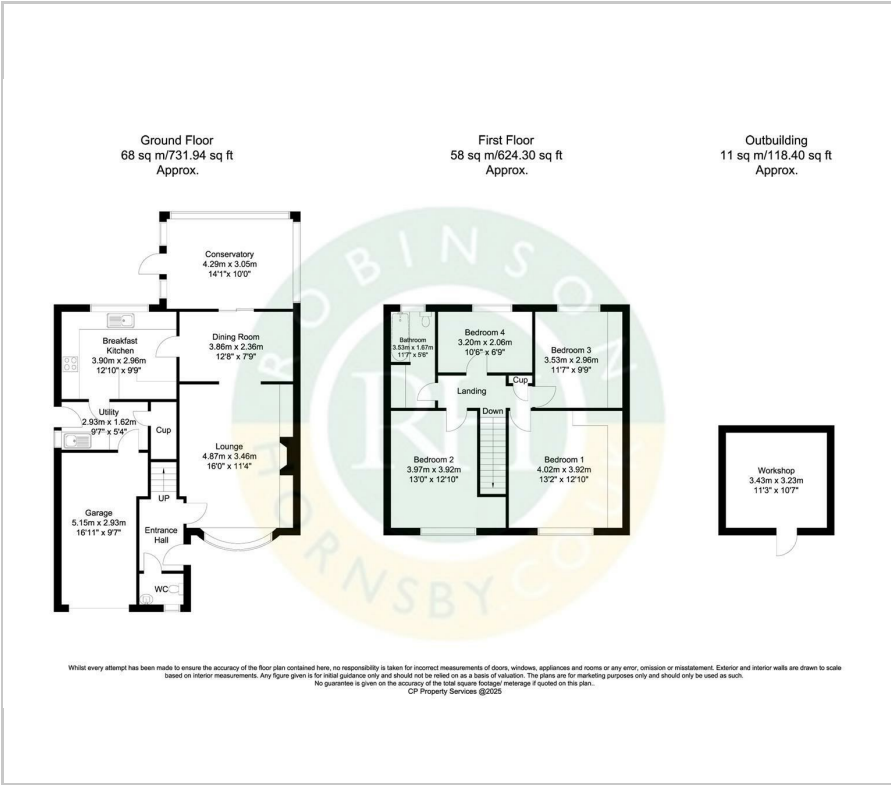 Ground Floor
68 sq m/731.94 sq ft
Approx.
First Floor
58 sq m/624.30 sq ft
Approx.
Outbuilding
11 sq m/118.40 sq ft
Approx.
Conservatory
4.29m x 3.05m
14'1"x 10'0"
Breakfast
Kitchen
3.90m x 2.96m
12'10" x 9'9"
Dining Room
3.86m x 2.36m
12'8" x 7'9"
Utility
2.93m x 1.62m
9'7" x 5'4"
Cup
Lounge
4.87m x 3.46m
16'0" x 11'4"
UP
Garage
5.15m x 2.93m
16'11" x 9'7"
Entrance
Hall
WC
Bathroom
3.53m x 1.67m
11'7" x 5'6"
Bedroom 4
3.20m x 2.06m
10'6" x 6'9"
Bedroom 3
3.53m x 2.96m
11'7" x 9'9"
Cup
Landing
Down
Bedroom 2
3.97m x 3.92m
13'0" x 12'10"
Bedroom 1
4.02m x 3.92m
13'2" x 12'10"
Workshop
3.43m x 3.23m
11'3" x 10'7"
ROBINSON
RH
HORNSBY.CO.UK
Whilst every attempt has been made to ensure the accuracy of the floor plan contained here, no responsibility is taken for incorrect measurements of doors, windows, appliances and rooms or any error, omission or misstatement. Exterior and interior walls are drawn to scale
based on interior measurements. Any figure given is for initial guidance only and should not be relied on as a basis of valuation. The plans are for marketing purposes only and should only be used as such.
No guarantee is given on the accuracy of the total square footage/ meterage if quoted on this plan..
CP Property Services @2025